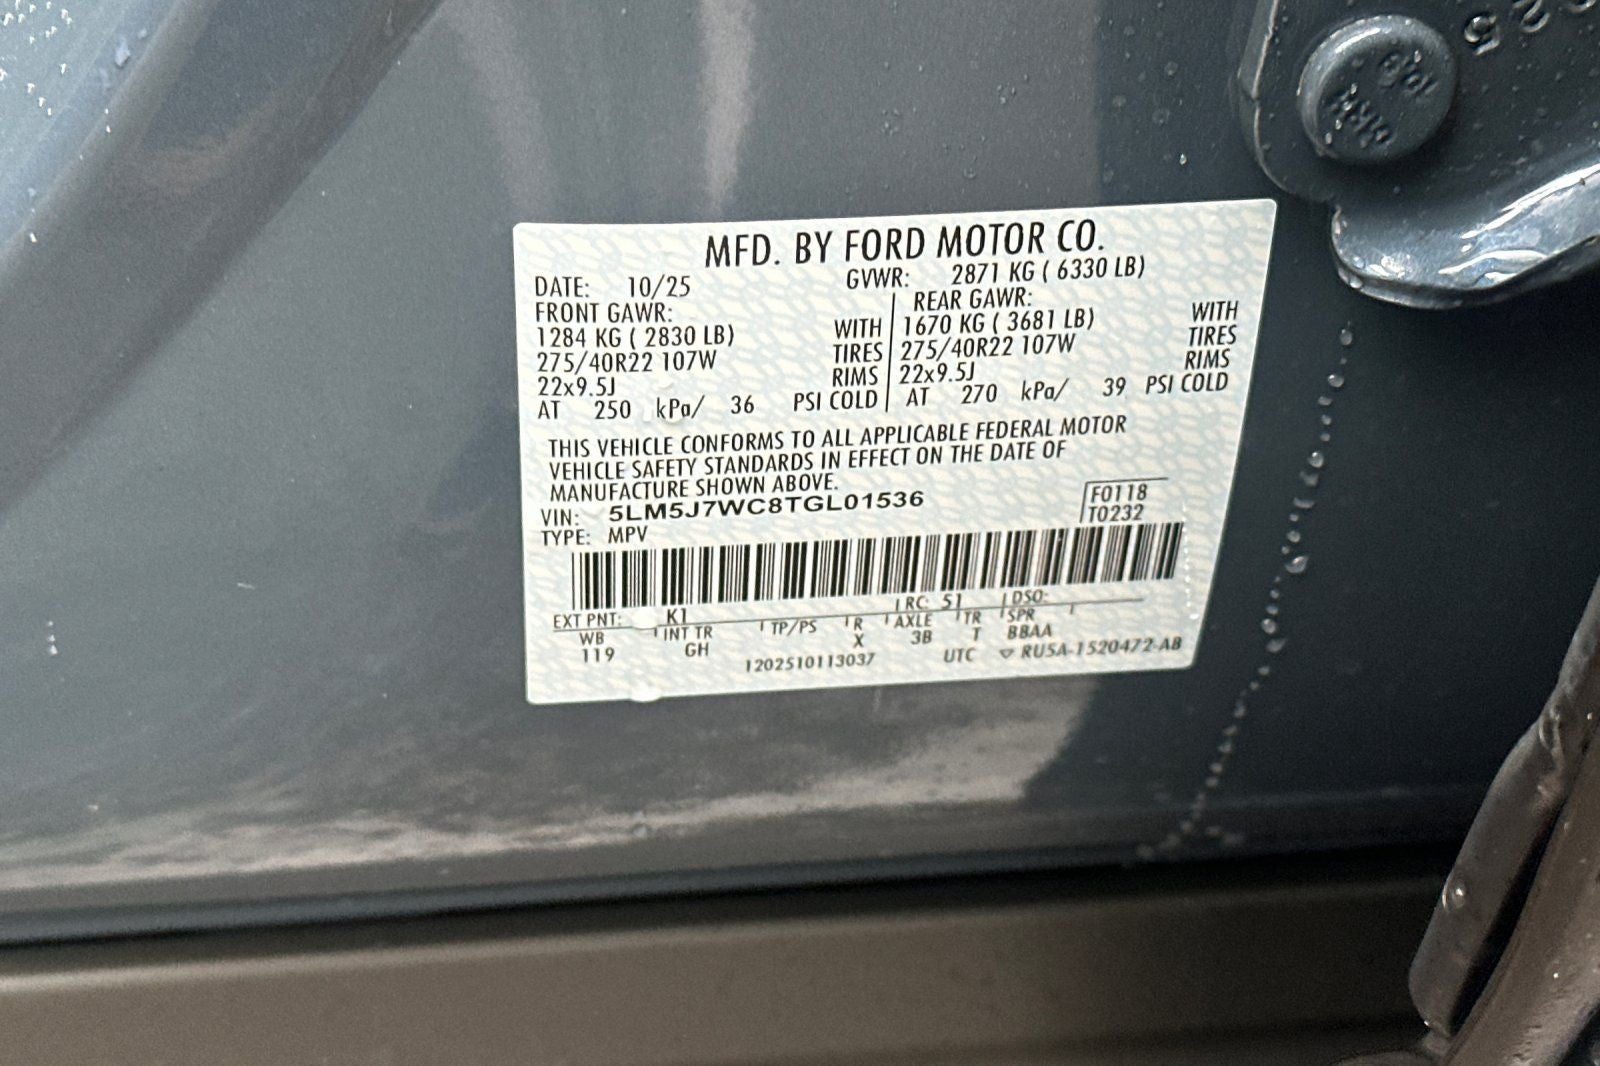 MFD. BY FORD MOTOR CO.
DATE: 10/25 GVWR: 2871 KG ( 6330 LB)
FRONT GAWR: REAR GAWR:
1284 KG ( 2830 LB) WITH 1670 KG ( 3681 LB) WITH
275/40R22 107W TIRES 275/40R22 107W TIRES
22x9.5J RIMS 22x9.5J RIMS
AT 250 kPa/ 36 PSI COLD AT 270 kPa/ 39 PSI COLD
THIS VEHICLE CONFORMS TO ALL APPLICABLE FEDERAL MOTOR
VEHICLE SAFETY STANDARDS IN EFFECT ON THE DATE OF
MANUFACTURE SHOWN ABOVE.
VIN: 5LM5J7WC8TGL01536 F0118
TYPE: MPV T0232
EXT PNT: K1 RC: 51 DSO:
WB INT TR TP/PS R AXLE TR SPR
119 GH X 3B T BBAA
1202510113037 UTC ▽ RU5A-1520472-AB